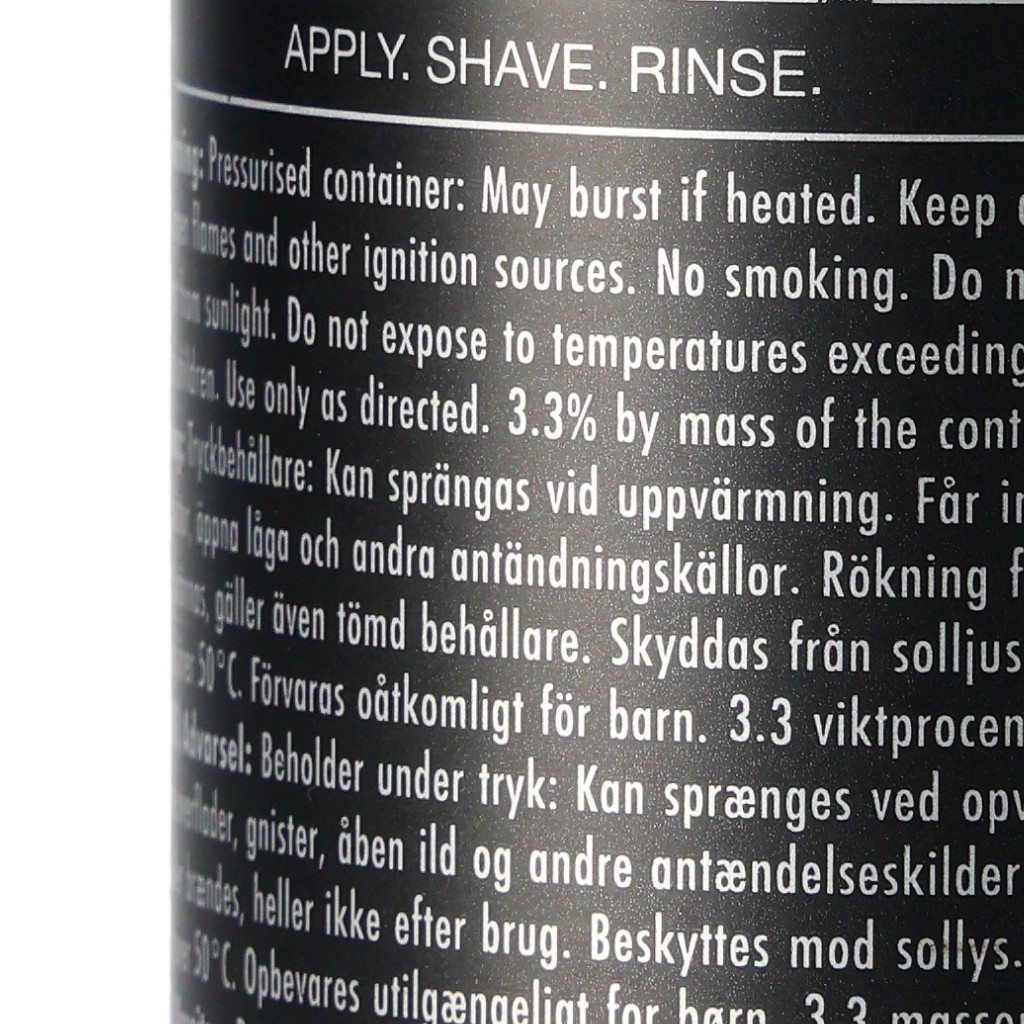 APPLY. SHAVE. RINSE.
Pressurised container: May burst if heated. Keep
flames and other ignition sources. No smoking. Do
sunlight. Do not expose to temperatures exceeding
Use only as directed. 3.3% by mass of the
Tryckbehållare: Kan sprängas vid uppvärmning. Får
öppna låga och andra antändningskällor. Rökning
gäller även tömd behållare. Skyddas från solljus
50°C. Förvaras oåtkomligt för barn. 3.3
Advarsel: Beholder under tryk: Kan sprænges ved
gnister, åben ild og andre antændelseskilder
brændes, heller ikke efter brug. Beskyttes mod sollys.
50°C. Opbevares utilgængeligt for børn. 3.3